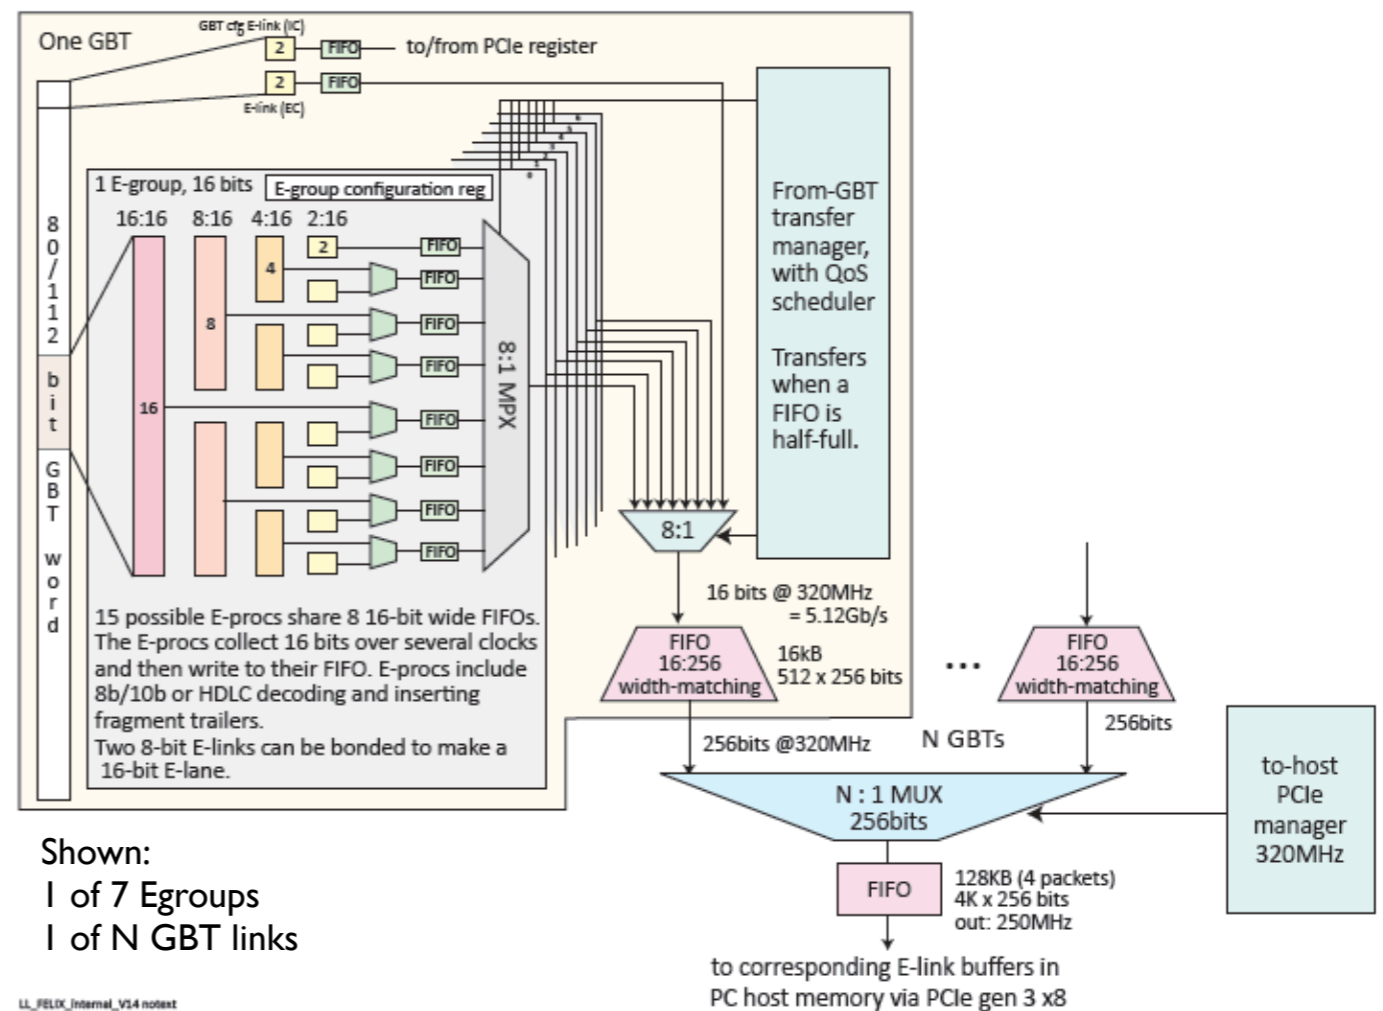 One GBT
GBT cfg E-link (IC)
2
FIFO
to/from PCIe register
2
FIFO
E-link (EC)
80/112 bit GBT word
1 E-group, 16 bits
E-group configuration reg
16:16 8:16 4:16 2:16
16
8
4
2
FIFO
FIFO
FIFO
FIFO
FIFO
FIFO
FIFO
FIFO
8:1 MPX
6
5
4
3
2
1
0
15 possible E-procs share 8 16-bit wide FIFOs.
The E-procs collect 16 bits over several clocks
and then write to their FIFO. E-procs include
8b/10b or HDLC decoding and inserting
fragment trailers.
Two 8-bit E-links can be bonded to make a
16-bit E-lane.
From-GBT
transfer
manager,
with QoS
scheduler
Transfers
when a
FIFO is
half-full.
8:1
16 bits @ 320MHz
= 5.12Gb/s
FIFO
16:256
width-matching
16kB
512 x 256 bits
...
FIFO
16:256
width-matching
256bits @320MHz
N GBTs
256bits
N : 1 MUX
256bits
to-host
PCIe
manager
320MHz
FIFO
128KB (4 packets)
4K x 256 bits
out: 250MHz
to corresponding E-link buffers in
PC host memory via PCIe gen 3 x8
Shown:
1 of 7 Egroups
1 of N GBT links
LL_FELIX_Internal_V14 notext